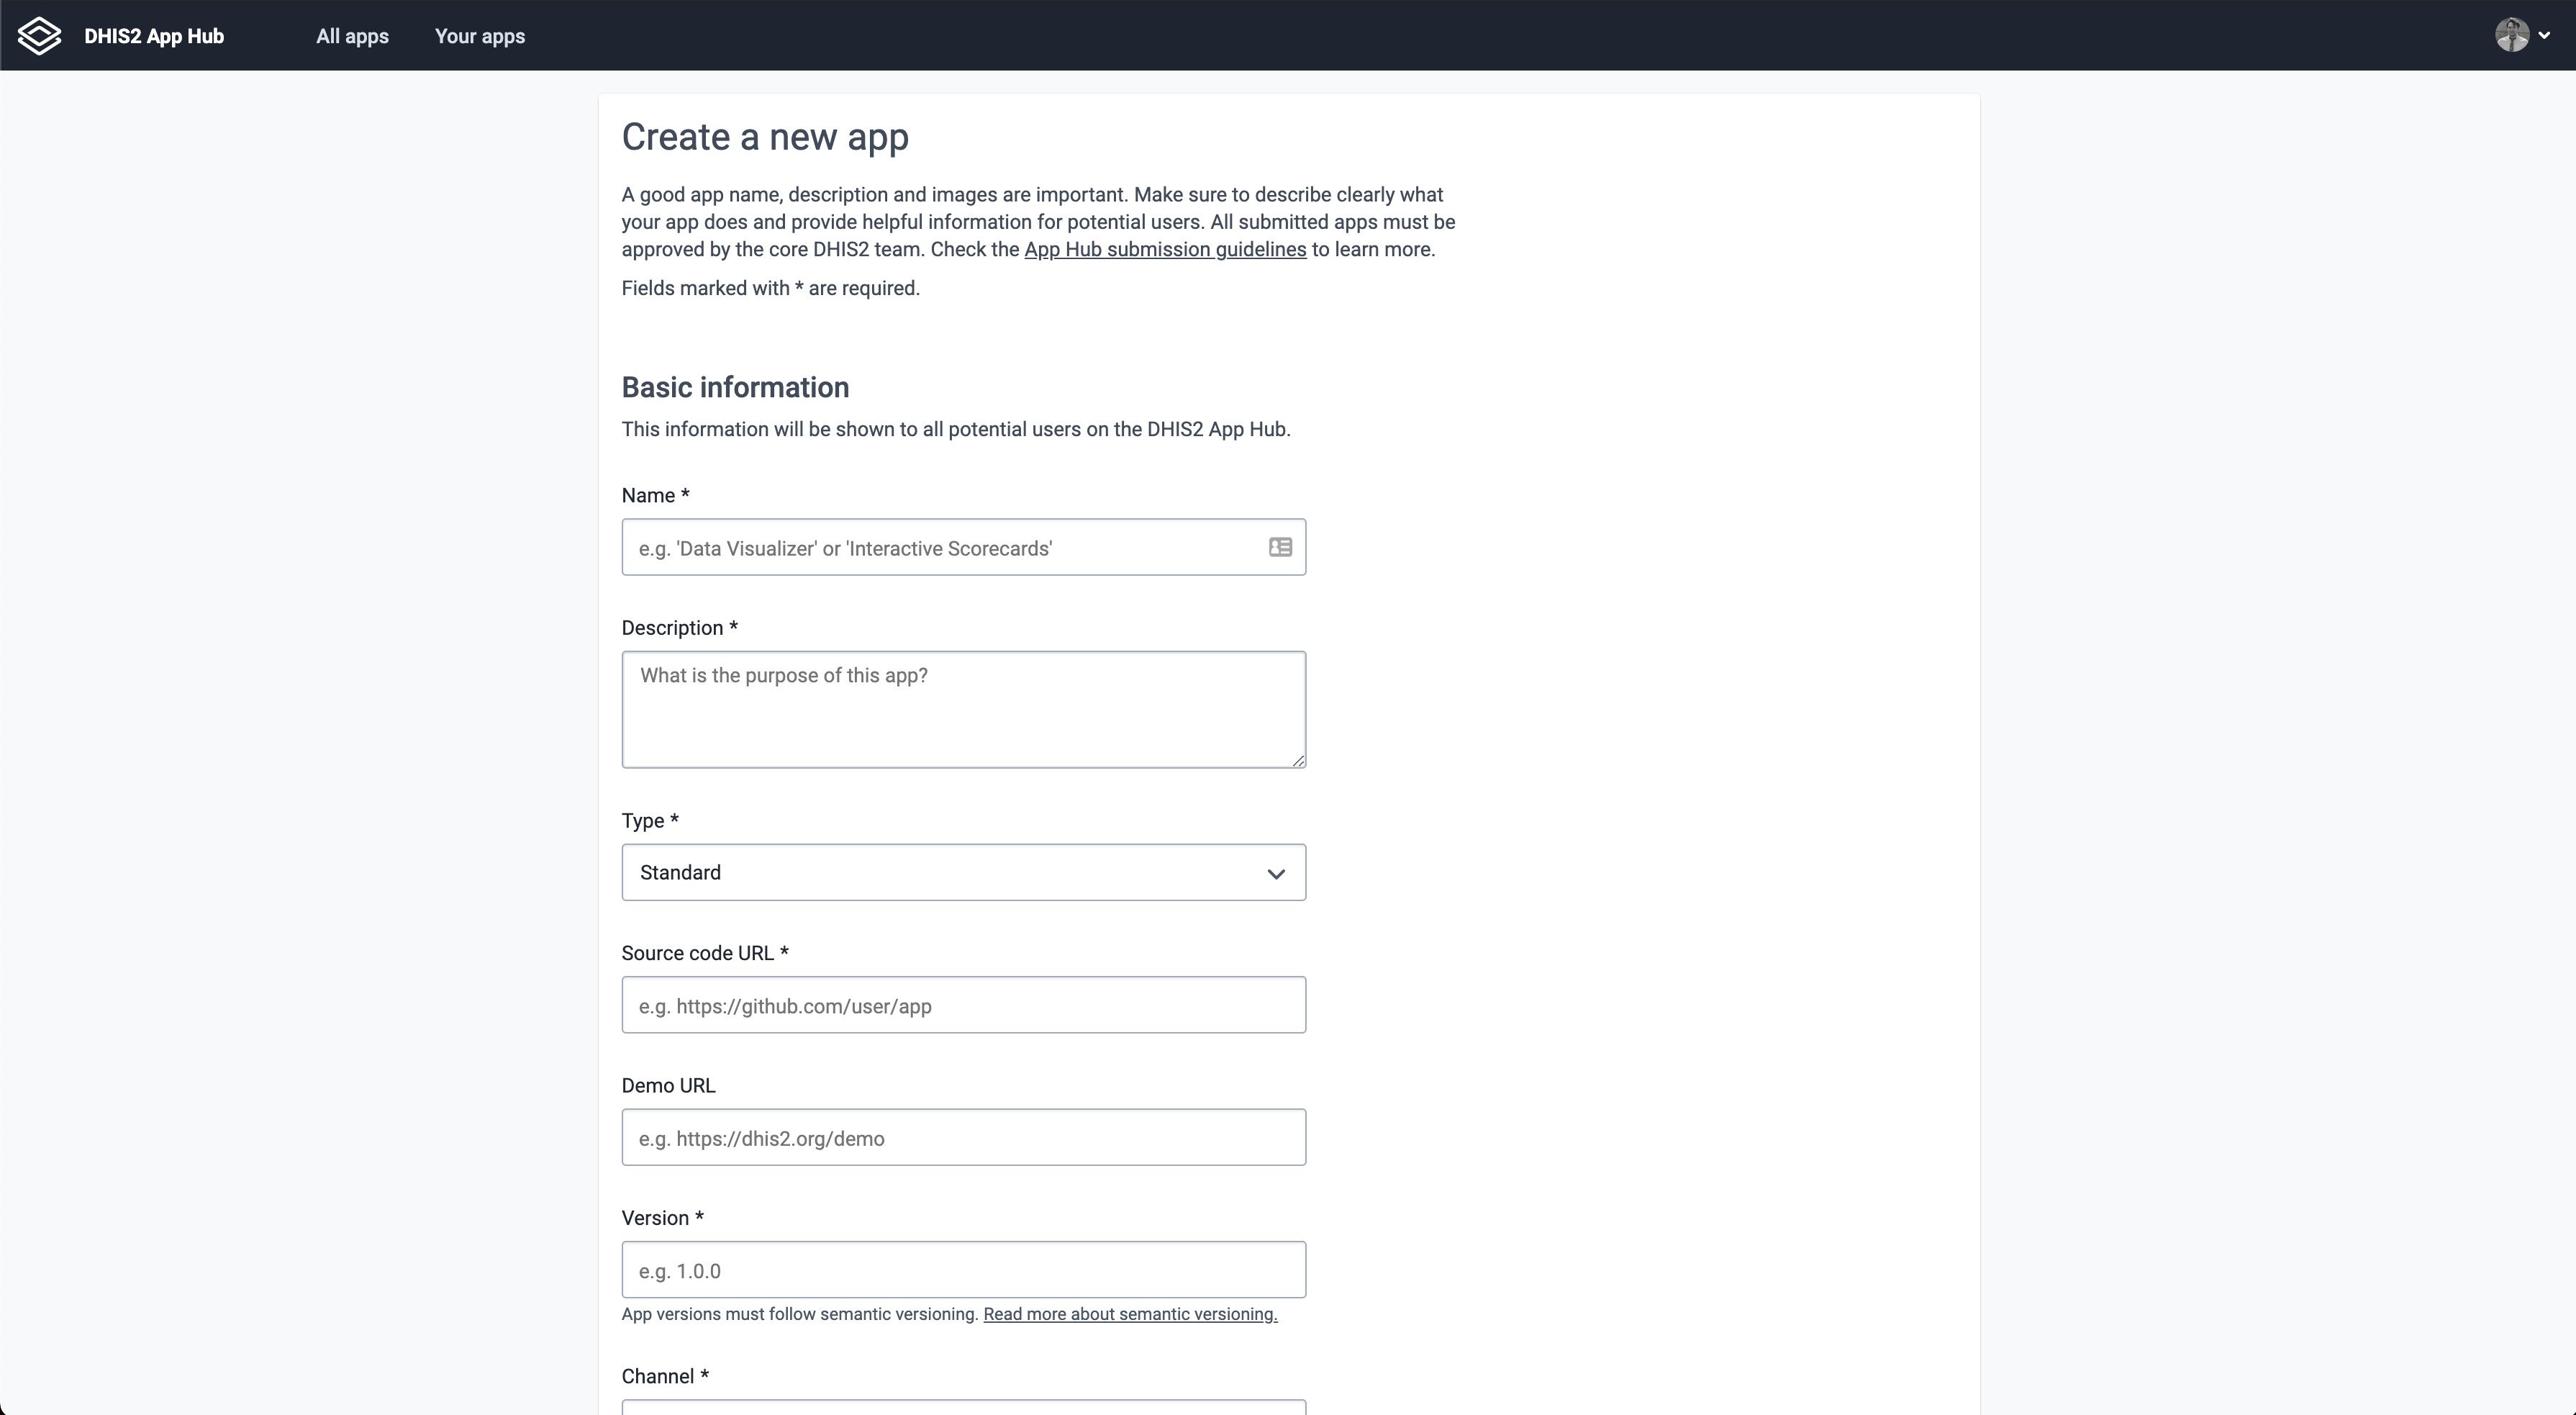 DHIS2 App Hub
All apps
Your apps
Create a new app
A good app name, description and images are important. Make sure to describe clearly what
your app does and provide helpful information for potential users. All submitted apps must be
approved by the core DHIS2 team. Check the App Hub submission guidelines to learn more.
Fields marked with * are required.
Basic information
This information will be shown to all potential users on the DHIS2 App Hub.
Name *
e.g. 'Data Visualizer' or 'Interactive Scorecards'
Description *
What is the purpose of this app?
Type *
Standard
Source code URL *
e.g. https://github.com/user/app
Demo URL
e.g. https://dhis2.org/demo
Version *
e.g. 1.0.0
App versions must follow semantic versioning. Read more about semantic versioning.
Channel *